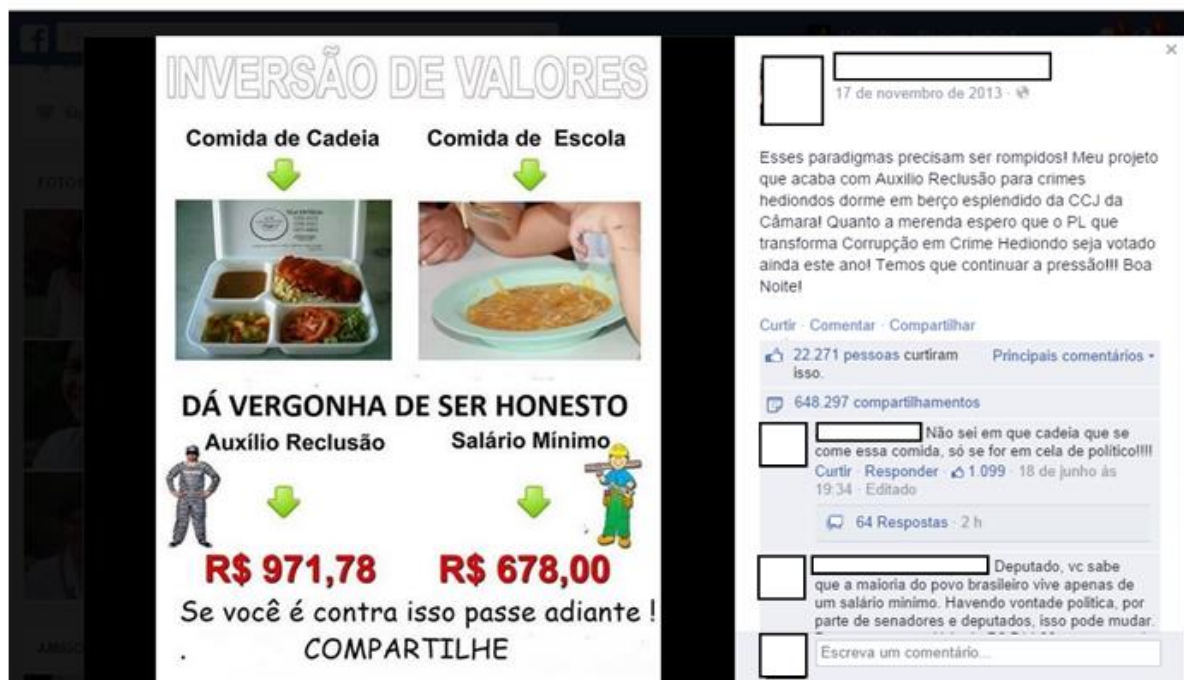 INVERSÃO DE VALORES
Comida de Cadeia
Comida de Escola
DÁ VERGONHA DE SER HONESTO
Auxílio Reclusão
Salário Mínimo
R$ 971,78
R$ 678,00
Se você é contra isso passe adiante !
. COMPARTILHE
17 de novembro de 2013 ·
Esses paradigmas precisam ser rompidos! Meu projeto
que acaba com Auxilio Reclusão para crimes
hediondos dorme em berço esplendido da CCJ da
Câmara! Quanto a merenda espero que o PL que
transforma Corrupção em Crime Hediondo seja votado
ainda este ano! Temos que continuar a pressão!!! Boa
Noite!
Curtir · Comentar · Compartilhar
22.271 pessoas curtiram
isso.
Principais comentários
648.297 compartilhamentos
Não sei em que cadeia que se
come essa comida, só se for em cela de político!!!!
Curtir · Responder · 1.099 · 18 de junho às
19:34 · Editado
64 Respostas · 2 h
Deputado, vc sabe
que a maioria do povo brasileiro vive apenas de
um salário minimo. Havendo vontade politica, por
parte de senadores e deputados, isso pode mudar.
Escreva um comentário...